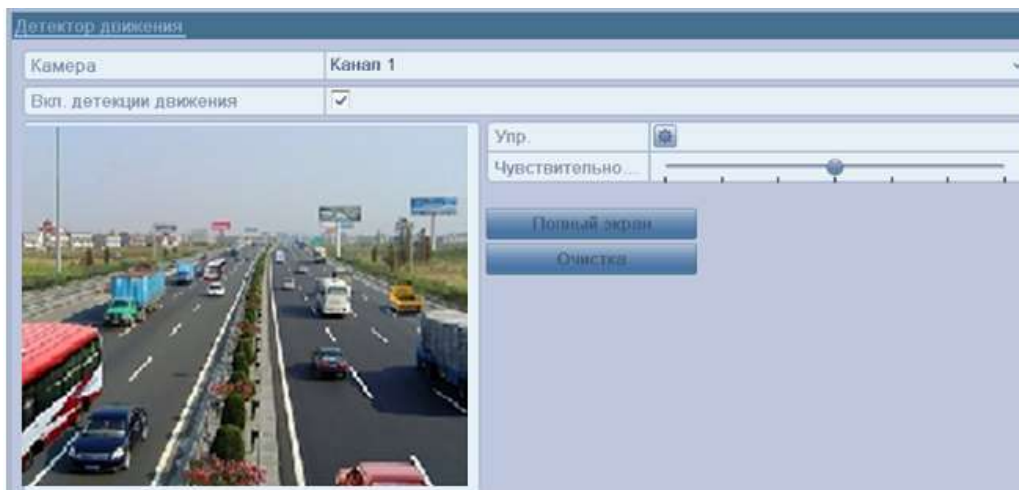 Детектор движения
Камера
Канал 1
Вкл. детекции движения
Упр.
Чувствительно...
Полный экран
Очистка